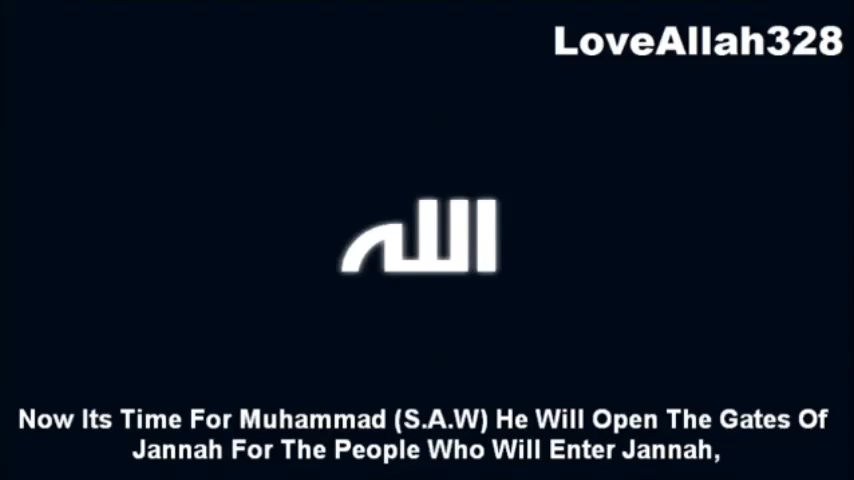 LoveAllah328
الله
Now Its Time For Muhammad (S.A.W) He Will Open The Gates Of
Jannah For The People Who Will Enter Jannah,